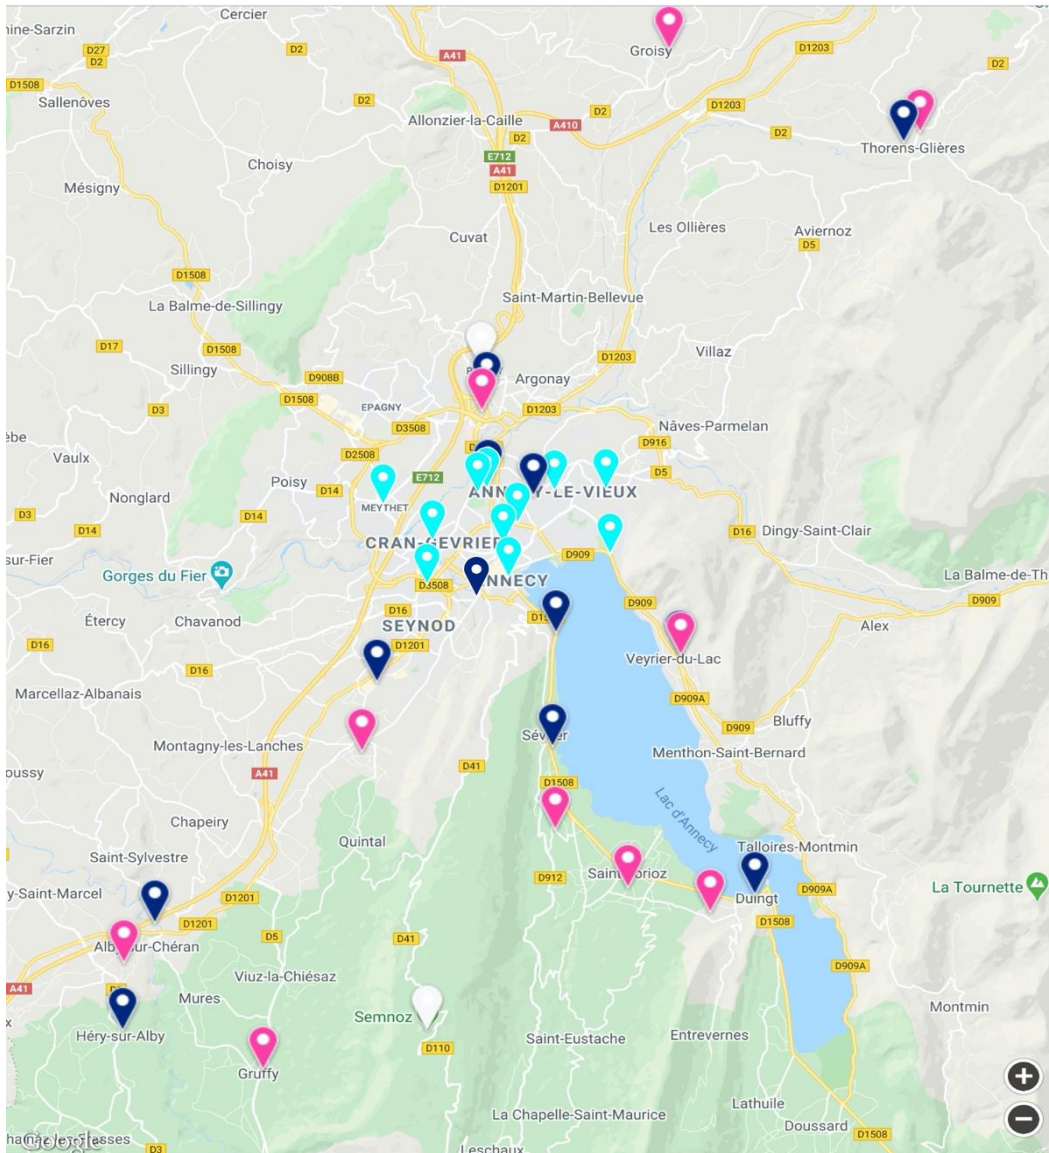 Cercier
D27
D2
D2
A41
Groisy
D1203
D2
D1508
Sallenôves
D2
Allonzier-la-Caille
D2
D2
A410
D1203
D2
Thorens-Glières
Choisy
E712
A41
D1201
Mésigny
Cuvat
Les Ollières
Aviernoz
D5
D1508
La Balme-de-Sillingy
Saint-Martin-Bellevue
D17
D1508
Sillingy
D1203
Villaz
D908B
Argonay
D1508
EPAGNY
D3
D3508
D1203
Nâves-Parmelan
D916
Vaulx
D2508
E712
D5
Poisy
D14
Nonglard
MEYTHET
D3
D14
D14
D16
Dingy-Saint-Clair
D909
Gorges du Fier
D3508
La Balme-de-Th
D909
D16
D909
Étercy
Chavanod
SEYNOD
Alex
D16
D1201
D16
Veyrier-du-Lac
Marcellaz-Albanais
D909A
Bluffy
D909
Montagny-les-Lanches
Menthon-Saint-Bernard
D41
A41
D1508
Chapeiry
Quintal
Lac d'Annecy
Saint-Sylvestre
Talloires-Montmin
y-Saint-Marcel
D912
D909A
La Tournette
D1201
D1201
Duingt
D1508
D5
D41
D909A
A41
Viuz-la-Chiésaz
Mures
Montmin
Semnoz
Héry-sur-Alby
Saint-Eustache
Entrevernes
D110
Gruffy
Lathuile
La Chapelle-Saint-Maurice
Doussard
D1508
Google
D3
Leschaux